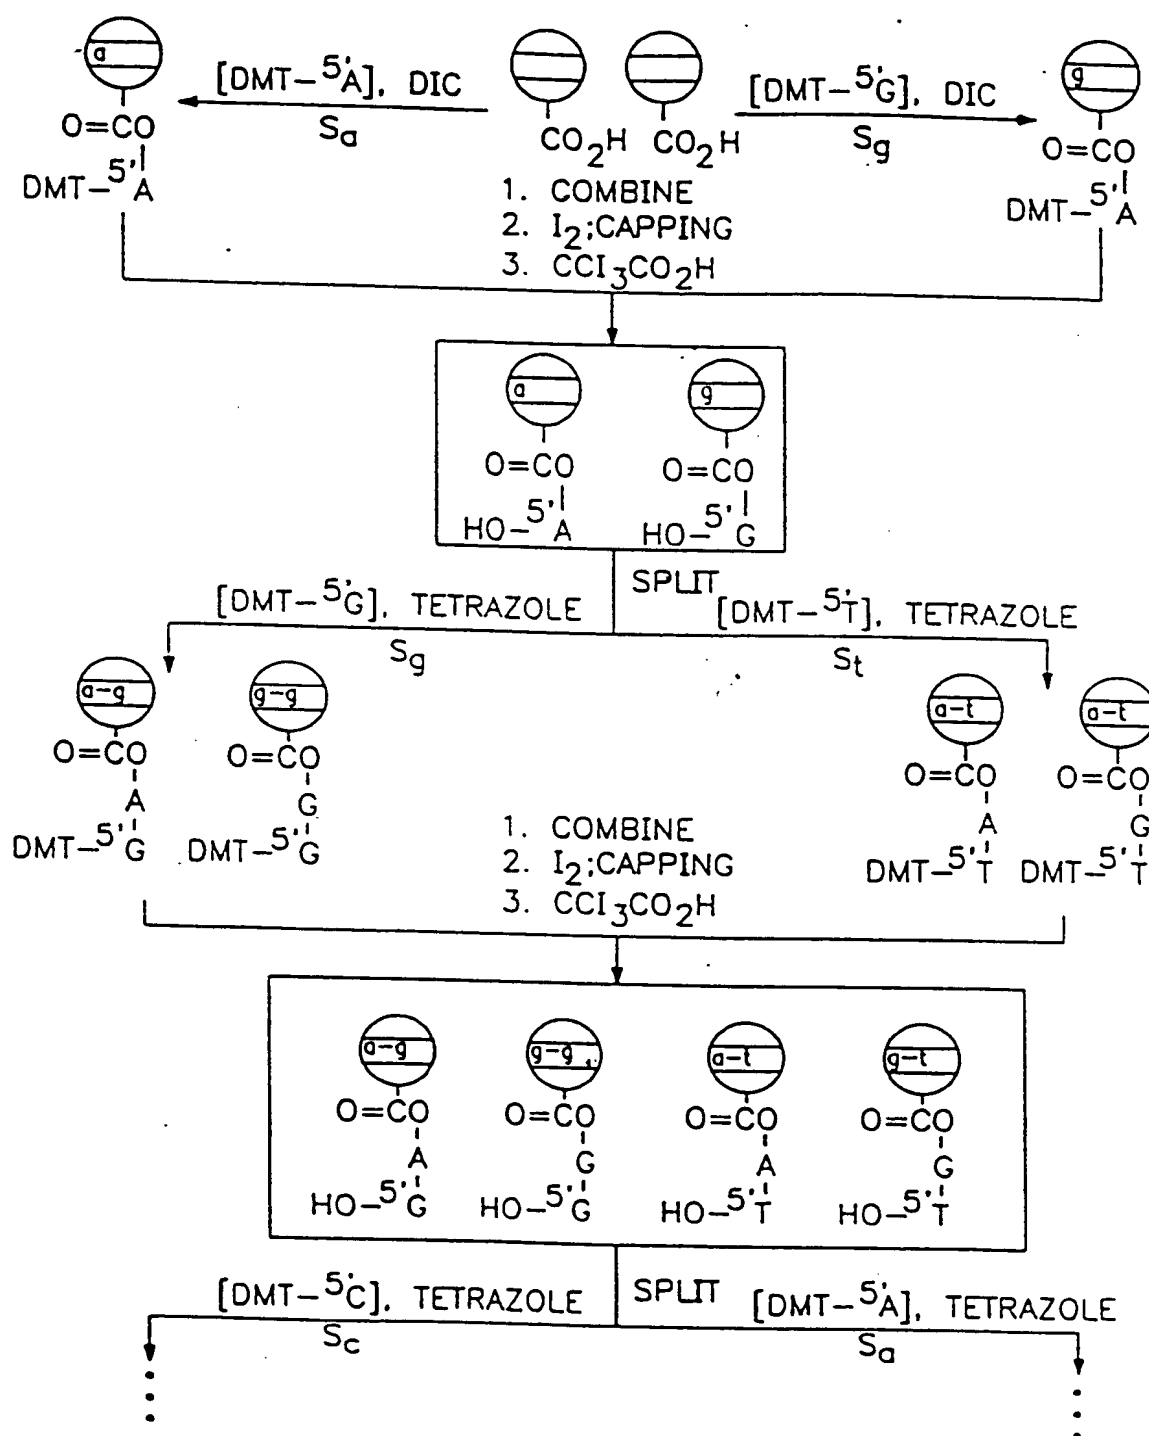 a
[DMT-5'A], DIC
Sa
[DMT-5'G], DIC
Sg
g
O=CO
DMT-5'A
CO2H CO2H
O=CO
DMT-5'A
1. COMBINE
2. I2;CAPPING
3. CCl3CO2H
a g
O=CO O=CO
HO-5'A HO-5'G
SPLIT
[DMT-5'G], TETRAZOLE
Sg
[DMT-5'T], TETRAZOLE
St
a-g g-g a-t a-t
O=CO O=CO O=CO O=CO
A G A G
DMT-5'G DMT-5'G DMT-5'T DMT-5'T
1. COMBINE
2. I2;CAPPING
3. CCl3CO2H
a-g g-g a-t g-t
O=CO O=CO O=CO O=CO
A G A G
HO-5'G HO-5'G HO-5'T HO-5'T
SPLIT
[DMT-5'C], TETRAZOLE
Sc
[DMT-5'A], TETRAZOLE
Sa